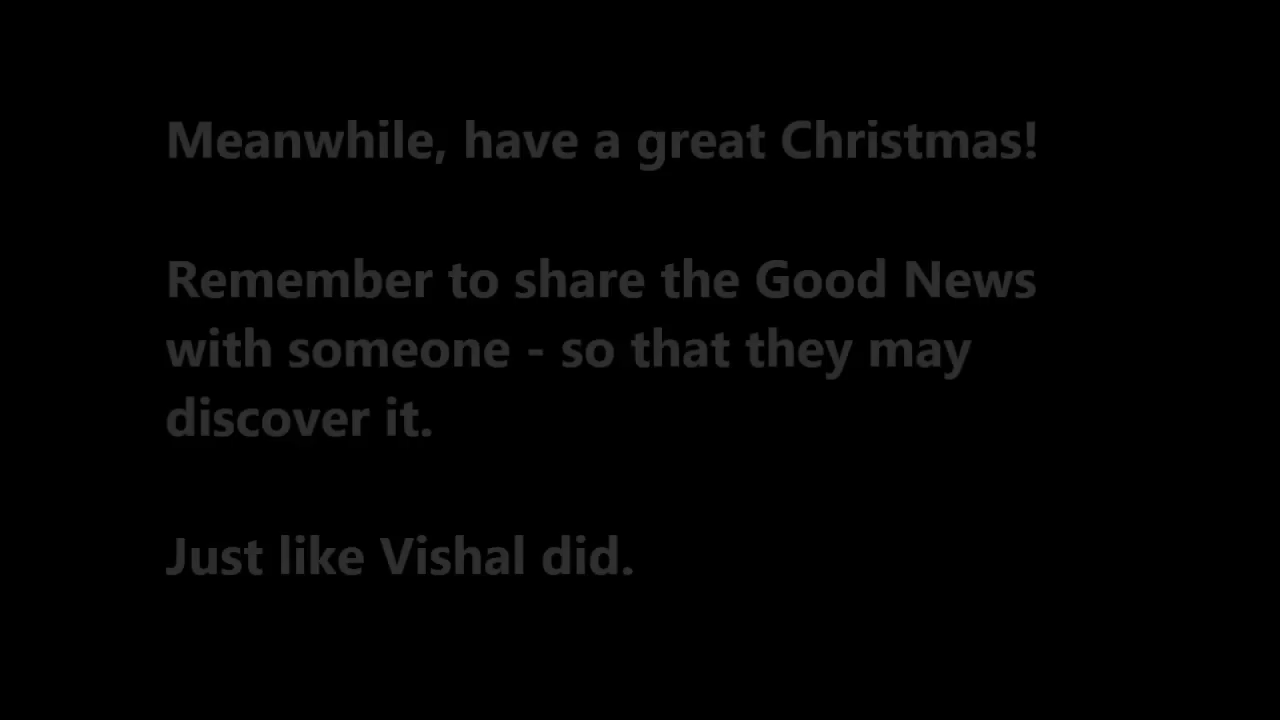 Meanwhile, have a great Christmas!
Remember to share the Good News
with someone - so that they may
discover it.
Just like Vishal did.